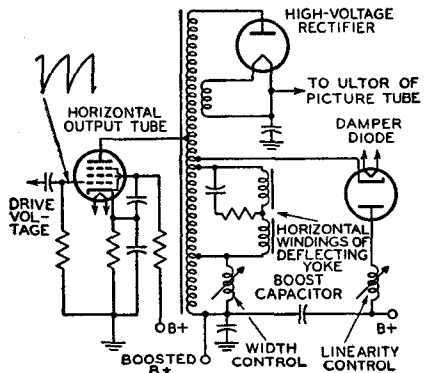 HIGH-VOLTAGE
RECTIFIER
TO ULTOR OF
PICTURE TUBE
HORIZONTAL
OUTPUT TUBE
DAMPER
DIODE
DRIVE
VOL-
TAGE
HORIZONTAL
WINDINGS OF
DEFLECTING
YOKE
BOOST
CAPACITOR
B+
B+
BOOSTED
B+
WIDTH
CONTROL
LINEARITY
CONTROL